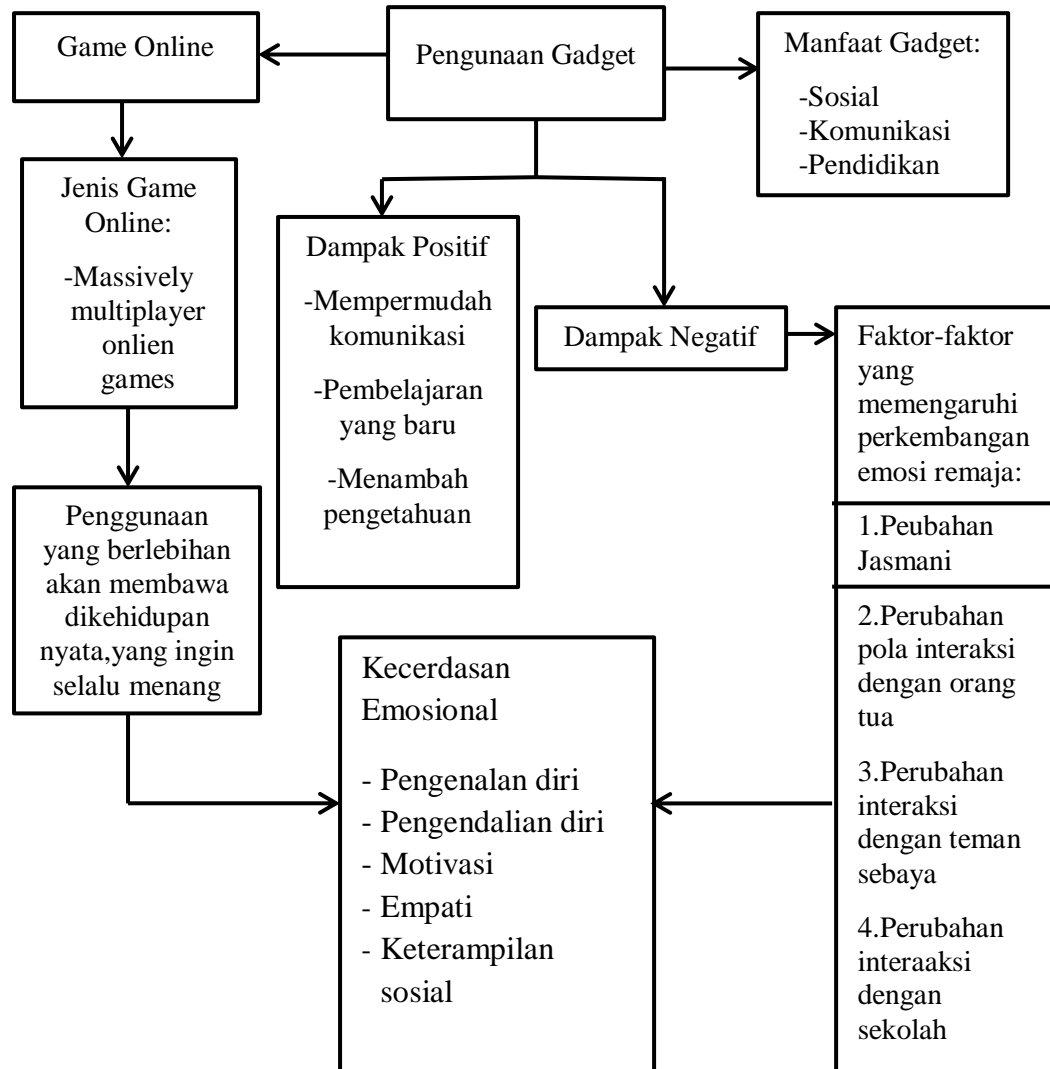 Game Online
Pengunaan Gadget
Manfaat Gadget:
-Sosial
-Komunikasi
-Pendidikan
Jenis Game
Online:
-Massively
multiplayer
onlien
games
Dampak Positif
-Mempermudah
komunikasi
-Pembelajaran
yang baru
-Menambah
pengetahuan
Dampak Negatif
Faktor-faktor
yang
memengaruhi
perkembangan
emosi remaja:
1.Peubahan
Jasmani
2.Perubahan
pola interaksi
dengan orang
tua
3.Perubahan
interaksi
dengan teman
sebaya
4.Perubahan
interaaksi
dengan
sekolah
Penggunaan
yang berlebihan
akan membawa
dikehidupan
nyata,yang ingin
selalu menang
Kecerdasan
Emosional
- Pengenalan diri
- Pengendalian diri
- Motivasi
- Empati
- Keterampilan
sosial